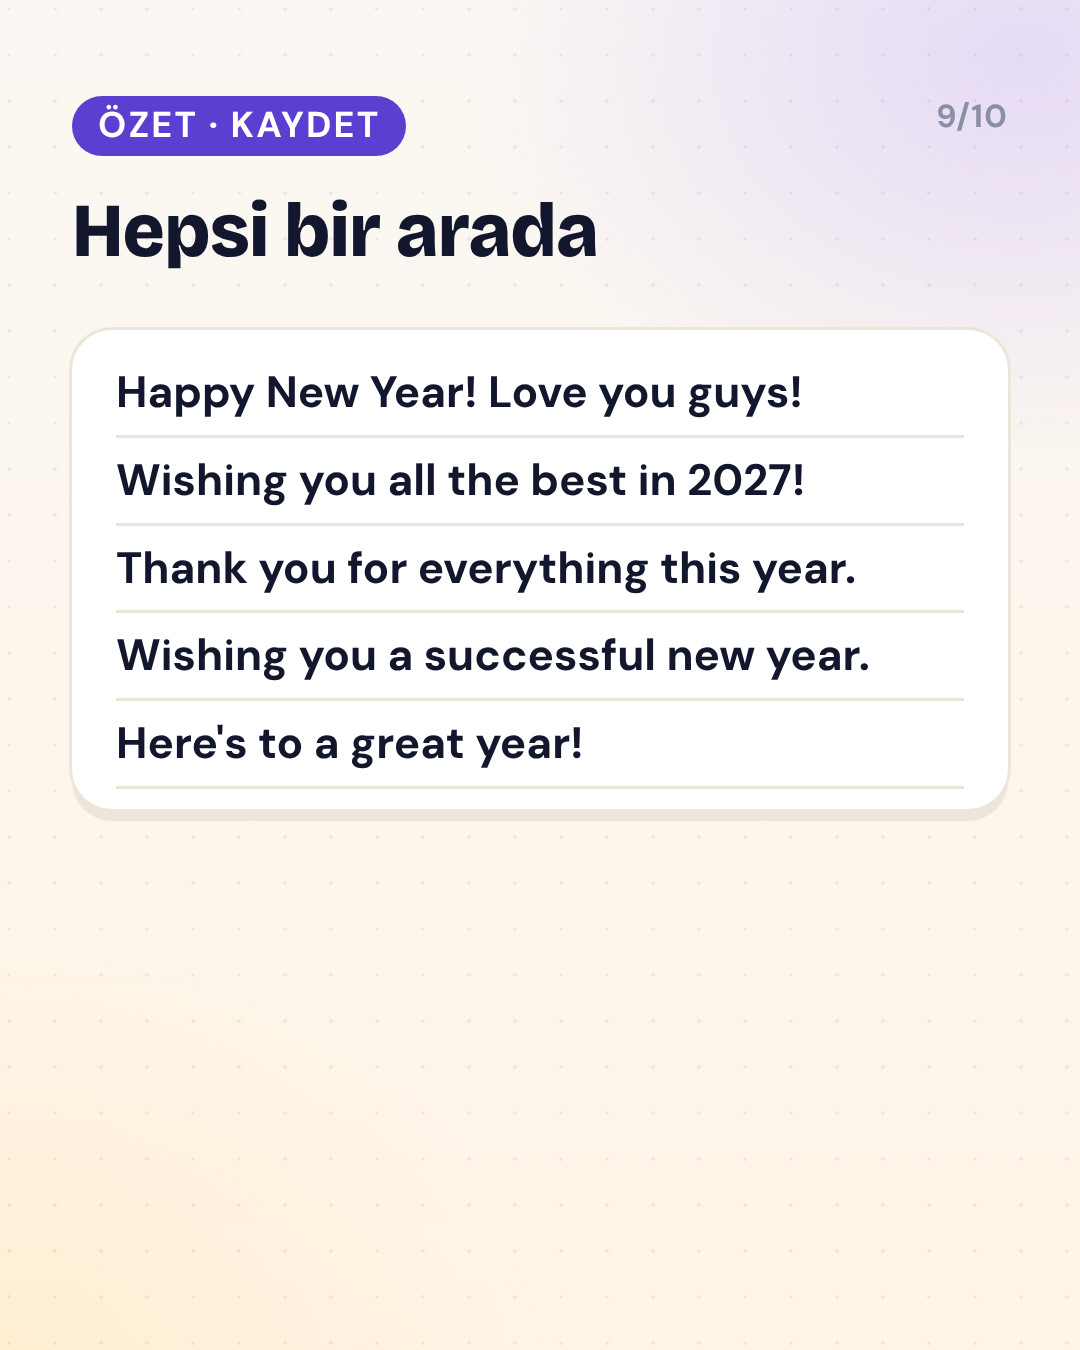 ÖZET · KAYDET
9/10
Hepsi bir arada
Happy New Year! Love you guys!
Wishing you all the best in 2027!
Thank you for everything this year.
Wishing you a successful new year.
Here's to a great year!